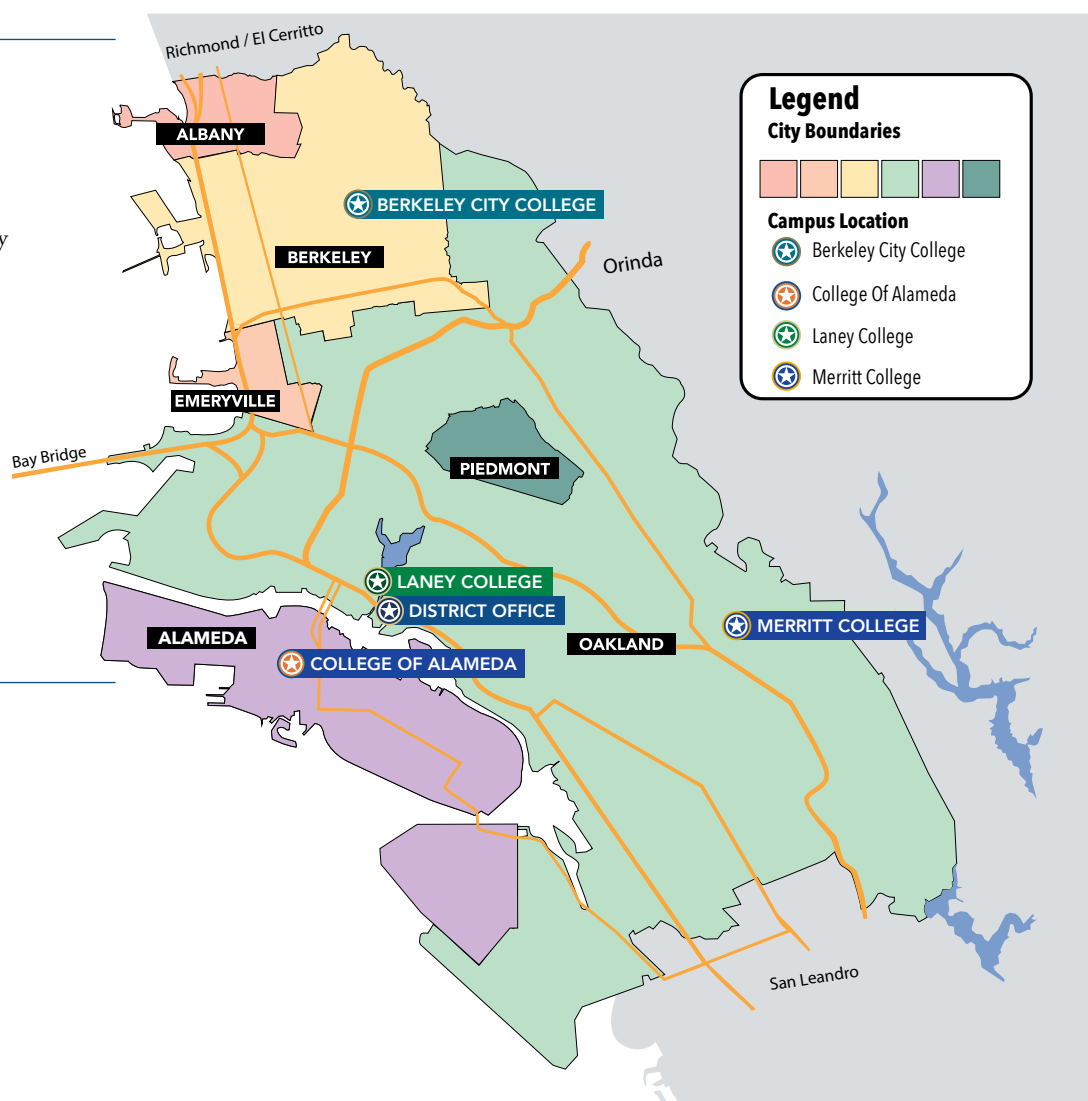 Richmond / El Cerritto
ALBANY
Legend
City Boundaries
BERKELEY CITY COLLEGE
Campus Location
y
BERKELEY
Berkeley City College
Orinda
College Of Alameda
Laney College
Merritt College
EMERYVILLE
Bay Bridge
PIEDMONT
LANEY COLLEGE
DISTRICT OFFICE
MERRITT COLLEGE
ALAMEDA
OAKLAND
COLLEGE OF ALAMEDA
San Leandro